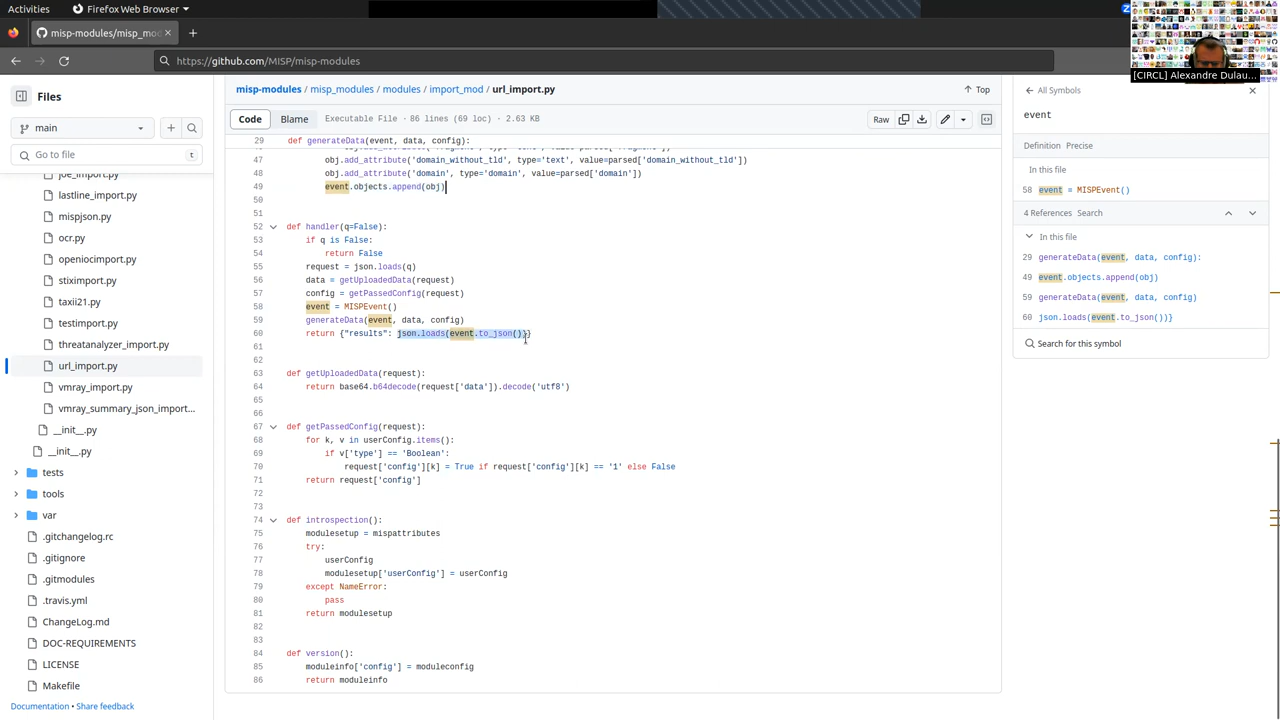 Activities
Firefox Web Browser
misp-modules/misp_mod
https://github.com/MISP/misp-modules
[CIRCL] Alexandre Dulau...
Files
main
Go to file
t
joe_import.py
lastline_import.py
mispjson.py
ocr.py
openiocimport.py
stiximport.py
taxii21.py
testimport.py
threatanalyzer_import.py
url_import.py
vmray_import.py
vmray_summary_json_import...
__init__.py
__init__.py
tests
tools
var
.gitchangelog.rc
.gitignore
.gitmodules
.travis.yml
ChangeLog.md
DOC-REQUIREMENTS
LICENSE
Makefile
Documentation • Share feedback
misp-modules / misp_modules / modules / import_mod / url_import.py
Top
Code Blame Executable File · 86 lines (69 loc) · 2.63 KB
Raw
29 def generateData(event, data, config):
47 obj.add_attribute('domain_without_tld', type='text', value=parsed['domain_without_tld'])
48 obj.add_attribute('domain', type='domain', value=parsed['domain'])
49 event.objects.append(obj)
50
51
52 def handler(q=False):
53 if q is False:
54 return False
55 request = json.loads(q)
56 data = getUploadedData(request)
57 config = getPassedConfig(request)
58 event = MISPEvent()
59 generateData(event, data, config)
60 return {"results": json.loads(event.to_json())}
61
62
63 def getUploadedData(request):
64 return base64.b64decode(request['data']).decode('utf8')
65
66
67 def getPassedConfig(request):
68 for k, v in userConfig.items():
69 if v['type'] == 'Boolean':
70 request['config'][k] = True if request['config'][k] == '1' else False
71 return request['config']
72
73
74 def introspection():
75 modulesetup = mispattributes
76 try:
77 userConfig
78 modulesetup['userConfig'] = userConfig
79 except NameError:
80 pass
81 return modulesetup
82
83
84 def version():
85 moduleinfo['config'] = moduleconfig
86 return moduleinfo
All Symbols
event
Definition Precise
In this file
58 event = MISPEvent()
4 References Search
In this file
29 generateData(event, data, config):
49 event.objects.append(obj)
59 generateData(event, data, config)
60 json.loads(event.to_json())}
Search for this symbol